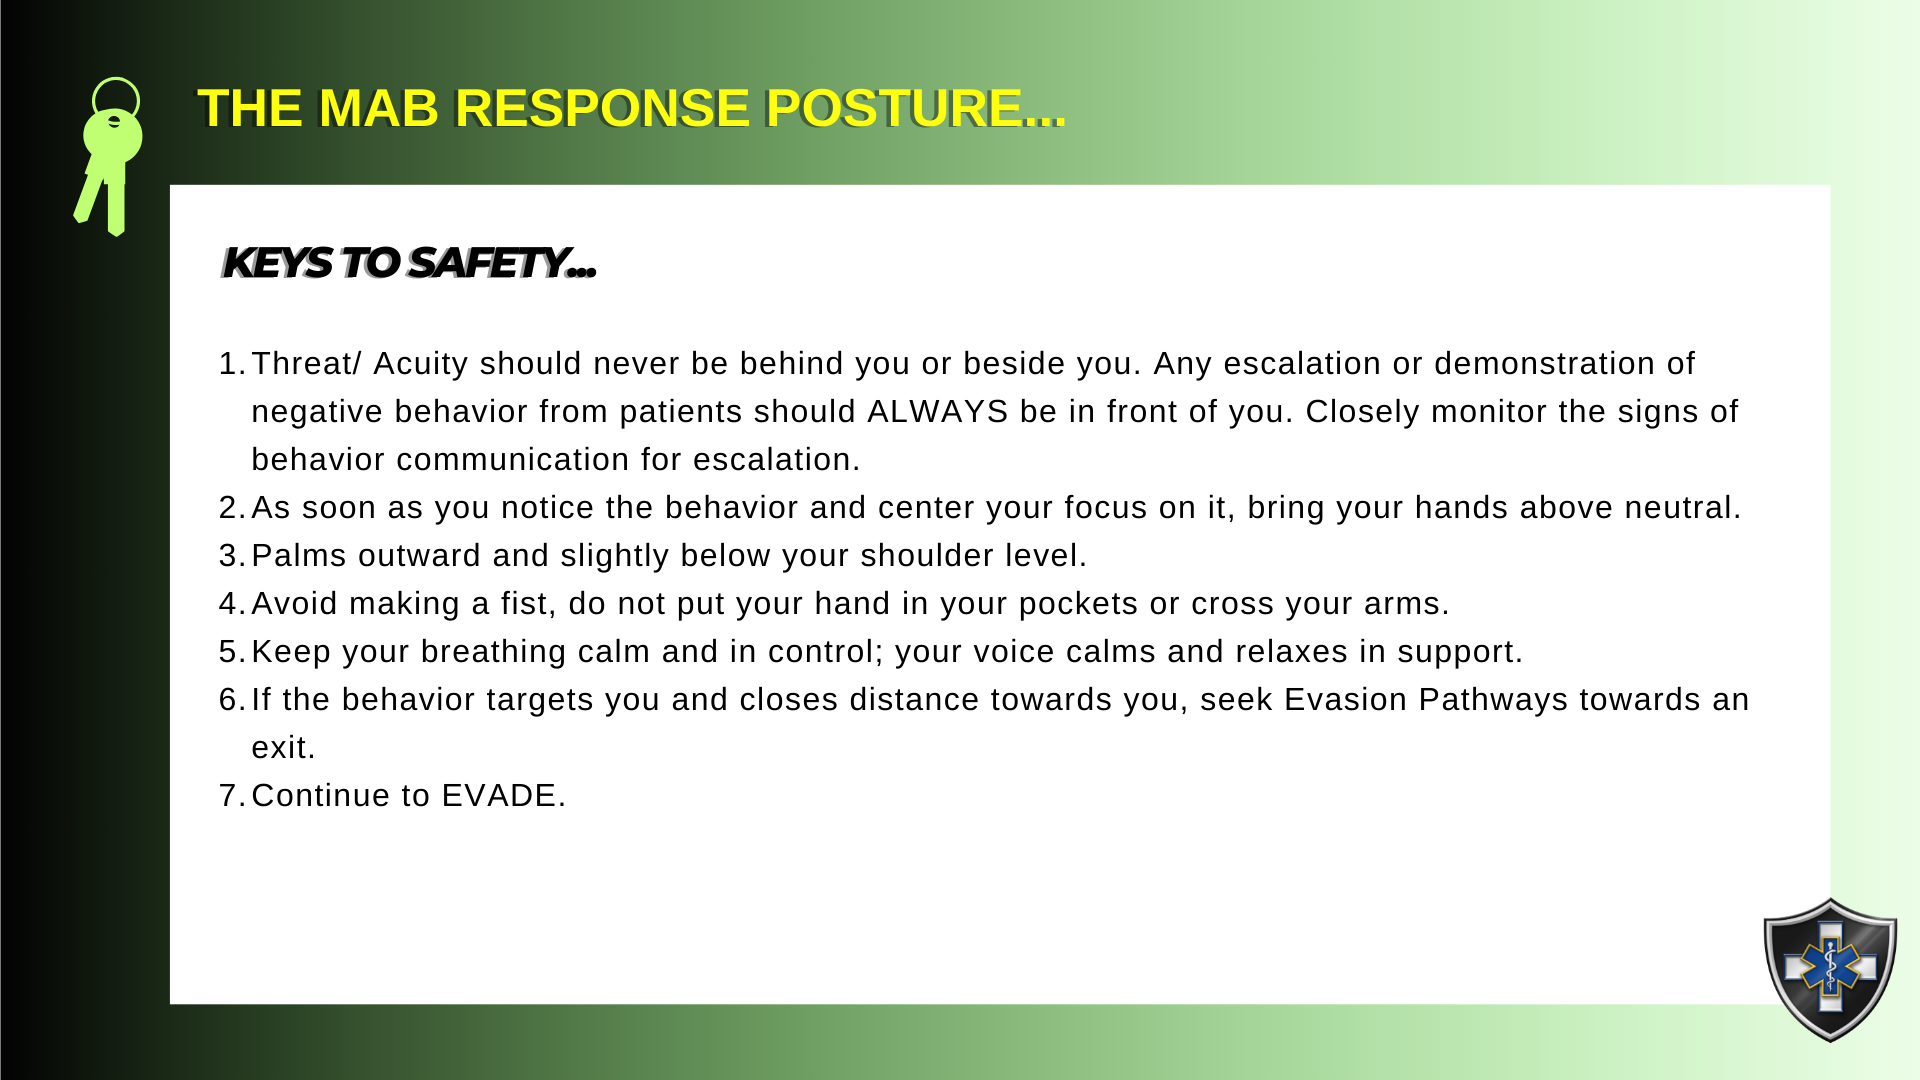 THE MAB RESPONSE POSTURE...
KEYS TO SAFETY...
1. Threat/ Acuity should never be behind you or beside you. Any escalation or demonstration of
negative behavior from patients should ALWAYS be in front of you. Closely monitor the signs of
behavior communication for escalation.
2. As soon as you notice the behavior and center your focus on it, bring your hands above neutral.
3. Palms outward and slightly below your shoulder level.
4. Avoid making a fist, do not put your hand in your pockets or cross your arms.
5. Keep your breathing calm and in control; your voice calms and relaxes in support.
6. If the behavior targets you and closes distance towards you, seek Evasion Pathways towards an
exit.
7. Continue to EVADE.